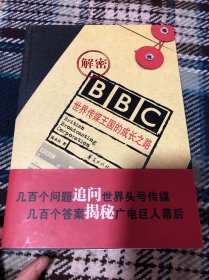 解密
BBC
世界传媒王国的成长之路
British
Broadcasting
Corporation
几百个问题追问世界头号传媒
几百个答案揭秘广电巨人幕后